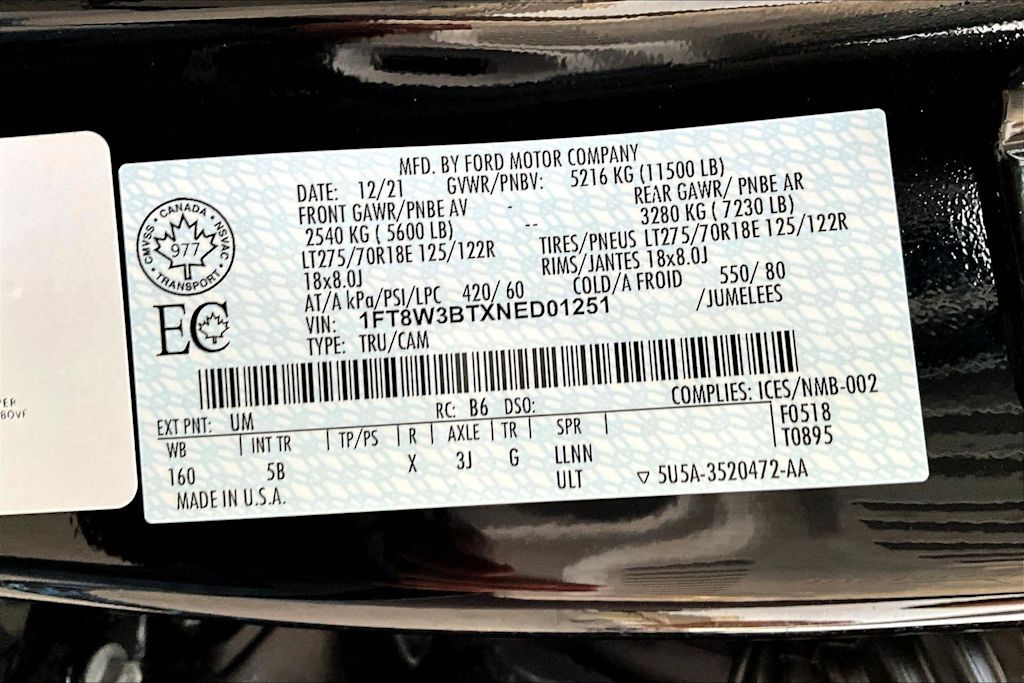 MFD. BY FORD MOTOR COMPANY
DATE: 12/21 GVWR/PNBV: 5216 KG (11500 LB)
FRONT GAWR/PNBE AV - REAR GAWR/ PNBE AR
2540 KG ( 5600 LB) -- 3280 KG ( 7230 LB)
LT275/70R18E 125/122R TIRES/PNEUS LT275/70R18E 125/122R
18x8.0J RIMS/JANTES 18x8.0J
AT/A kPa/PSI/LPC 420/ 60 COLD/A FROID 550/ 80
VIN: 1FT8W3BTXNED01251 /JUMELEES
TYPE: TRU/CAM
CMVSS • CANADA • NSVAC • TRANSPORT •
977
EC
EXT PNT: UM RC: B6 DSO: COMPLIES: ICES/NMB-002
WB | INT TR | TP/PS | R | AXLE | TR | SPR | F0518
160 5B X 3J G LLNN T0895
ULT ▽ 5U5A-3520472-AA
MADE IN U.S.A.